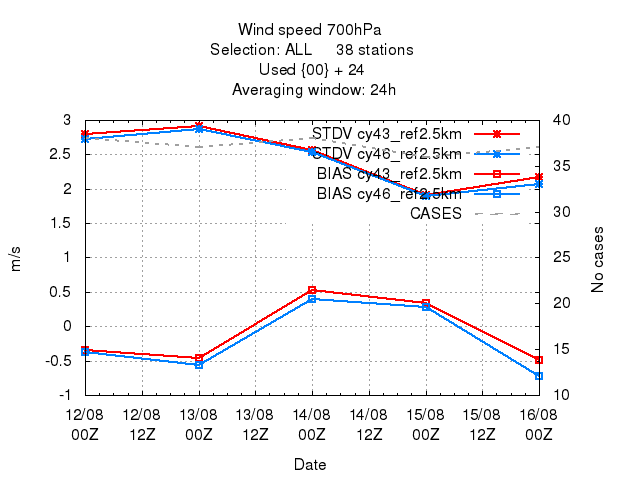 Wind speed 700hPa
Selection: ALL 38 stations
Used {00} + 24
Averaging window: 24h
3
2.5
2
1.5
1
0.5
0
-0.5
-1
m/s
40
35
30
25
20
15
10
No cases
STDV cy43_ref2.5km
STDV cy46_ref2.5km
BIAS cy43_ref2.5km
BIAS cy46_ref2.5km
CASES
12/08 12/08 13/08 13/08 14/08 14/08 15/08 15/08 16/08
00Z 12Z 00Z 12Z 00Z 12Z 00Z 12Z 00Z
Date